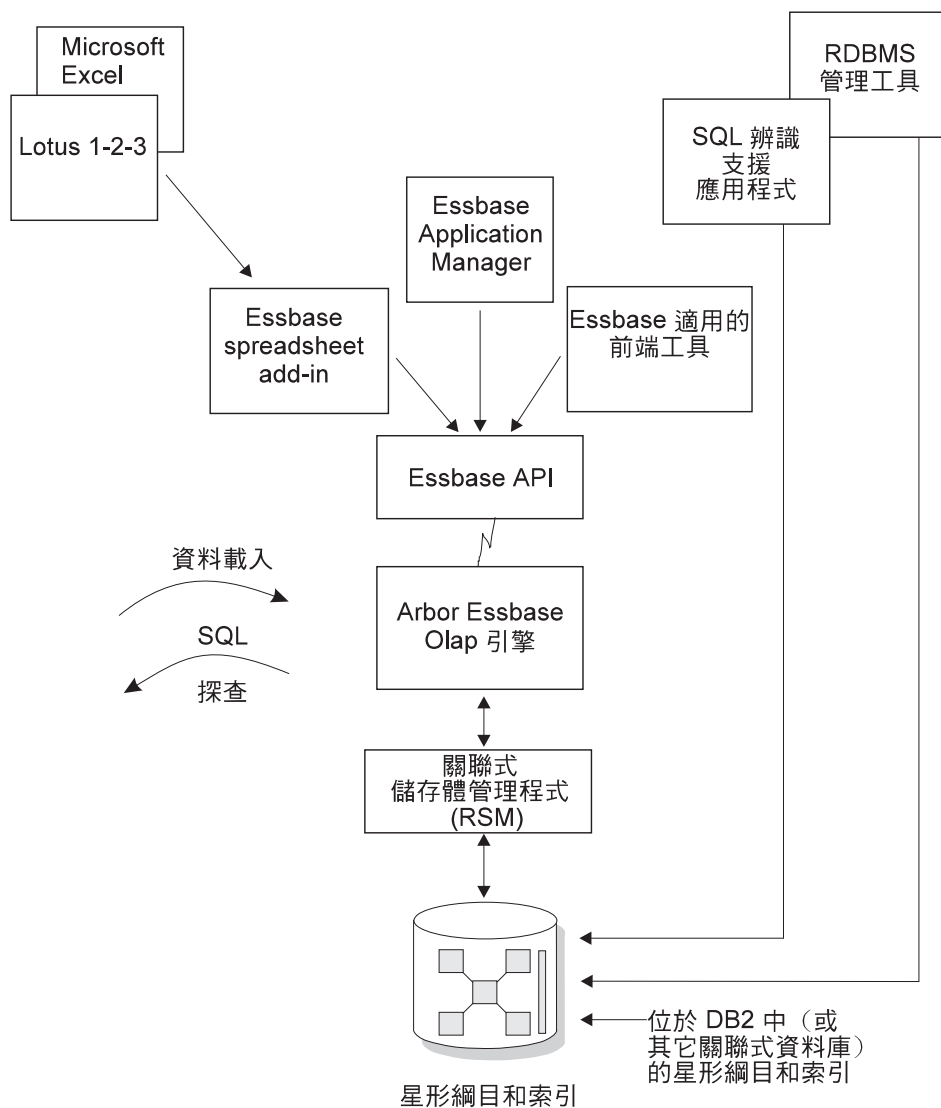 Microsoft
Excel
Lotus 1-2-3
RDBMS
管理工具
SQL 辨識
支援
應用程式
Essbase
Application
Manager
Essbase
spreadsheet
add-in
Essbase 適用的
前端工具
Essbase API
資料載入
SQL
探查
Arbor Essbase
Olap 引擎
關聯式
儲存體管理程式
(RSM)
位於 DB2 中（或
其它關聯式資料庫）
的星形綱目和索引
星形綱目和索引